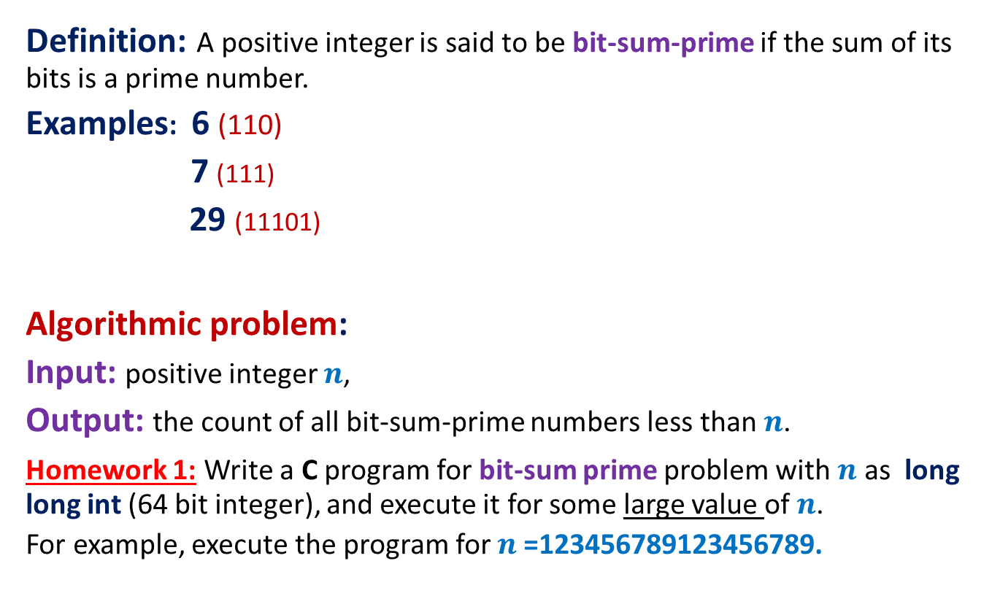 Definition: A positive integer is said to be bit-sum-prime if the sum of its
bits is a prime number.
Examples: 6 (110)
7 (111)
29 (11101)
Algorithmic problem:
Input: positive integer n,
Output: the count of all bit-sum-prime numbers less than n.
Homework 1: Write a C program for bit-sum prime problem with n as long
long int (64 bit integer), and execute it for some large value of n.
For example, execute the program for n =123456789123456789.